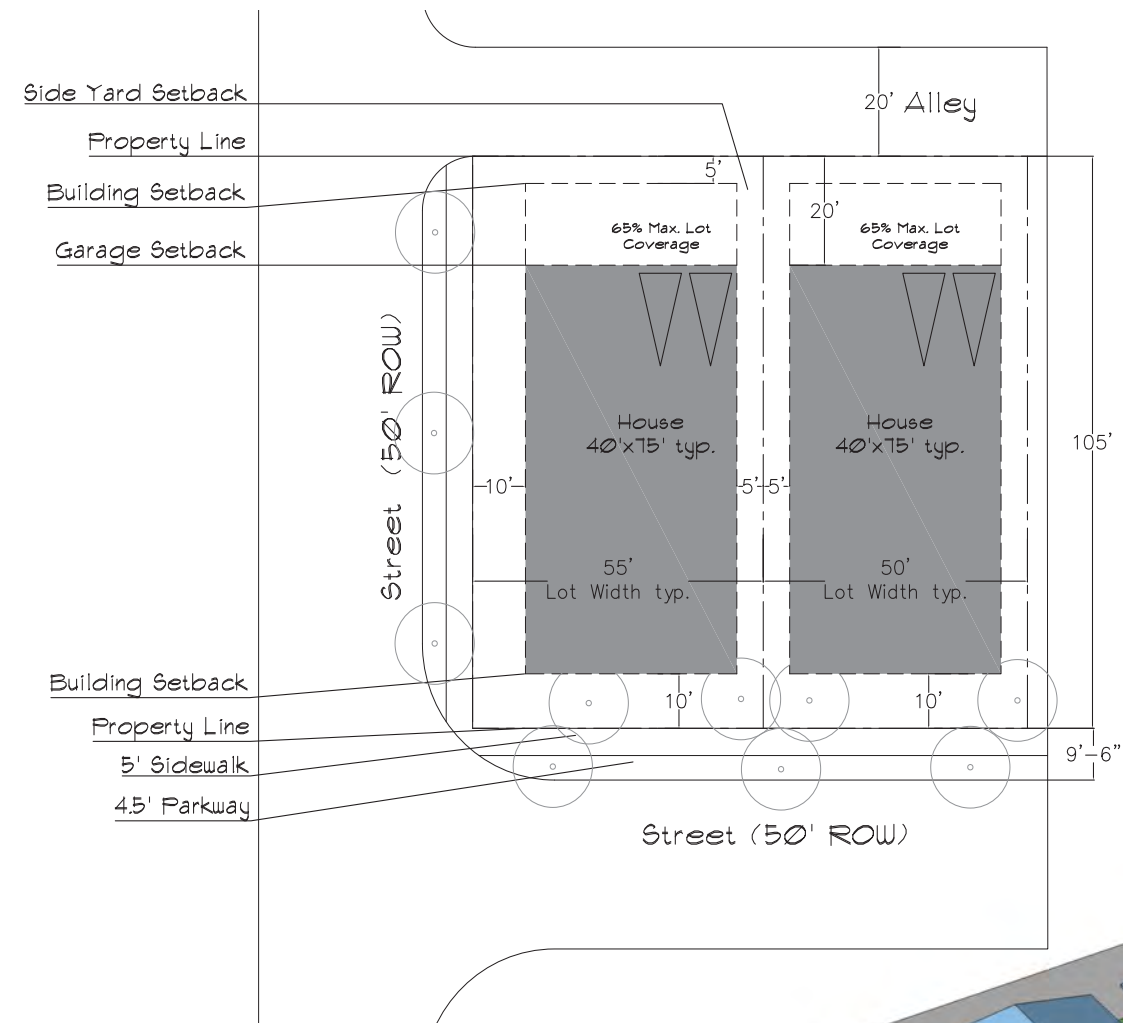 Side Yard Setback
20' Alley
Property Line
5'
Building Setback
20'
65% Max. Lot
Coverage
65% Max. Lot
Coverage
Garage Setback
Street (50' ROW)
House
40'x75' typ.
House
40'x75' typ.
105'
10'
5'
5'
55'
Lot Width typ.
50'
Lot Width typ.
Building Setback
10'
10'
Property Line
5' Sidewalk
9'-6"
4.5' Parkway
Street (50' ROW)